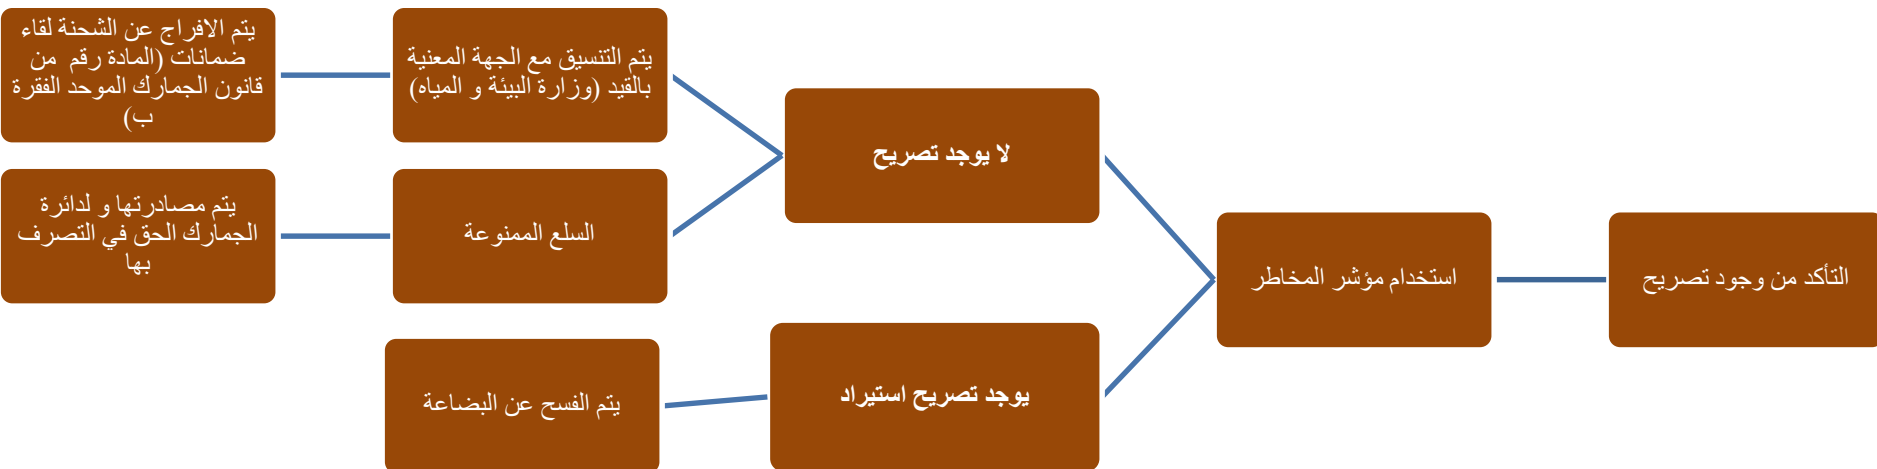 التأكد من وجود تصريح
استخدام مؤشر المخاطر
لا يوجد تصريح
يتم التنسيق مع الجهة المعنية
بالقيد (وزارة البيئة و المياه)
يتم الافراج عن الشحنة لقاء
ضمانات (المادة رقم  من
قانون الجمارك الموحد الفقرة
ب)
السلع الممنوعة
يتم مصادرتها و لدائرة
الجمارك الحق في التصرف
بها
يوجد تصريح استيراد
يتم الفسح عن البضاعة